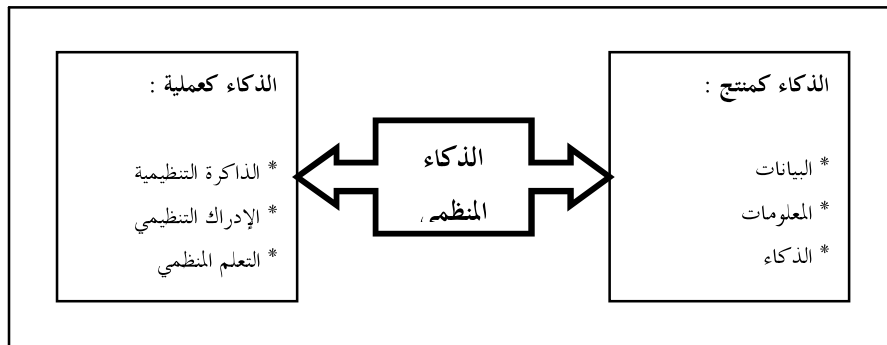 الذكاء كمنتج :
* البيانات
* المعلومات
* الذكاء
الذكاء
المنظمي
الذكاء كعملية :
* الذاكرة التنظيمية
* الإدراك التنظيمي
* التعلم المنظمي